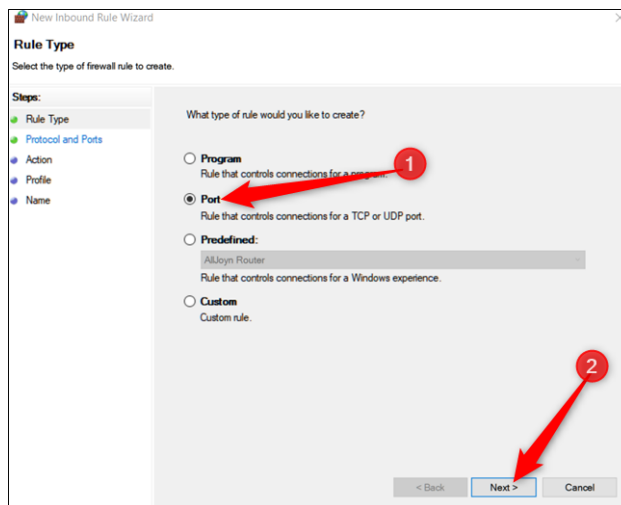 New Inbound Rule Wizard
Rule Type
Select the type of firewall rule to create.
Steps:
Rule Type
Protocol and Ports
Action
Profile
Name
What type of rule would you like to create?
Program
Rule that controls connections for a program.
1
Port
Rule that controls connections for a TCP or UDP port.
Predefined:
AllJoyn Router
Rule that controls connections for a Windows experience.
Custom
Custom rule.
2
< Back
Next >
Cancel